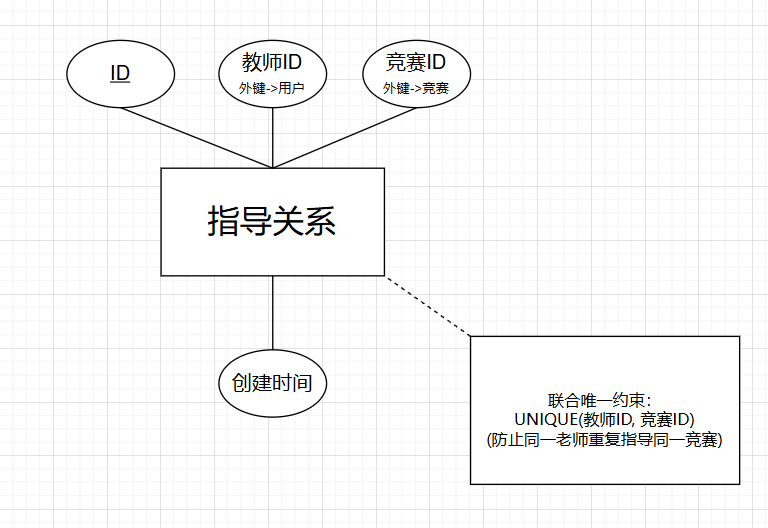 ID
教师ID
外键->用户
竞赛ID
外键->竞赛
指导关系
创建时间
联合唯一约束：
UNIQUE(教师ID, 竞赛ID)
(防止同一老师重复指导同一竞赛)